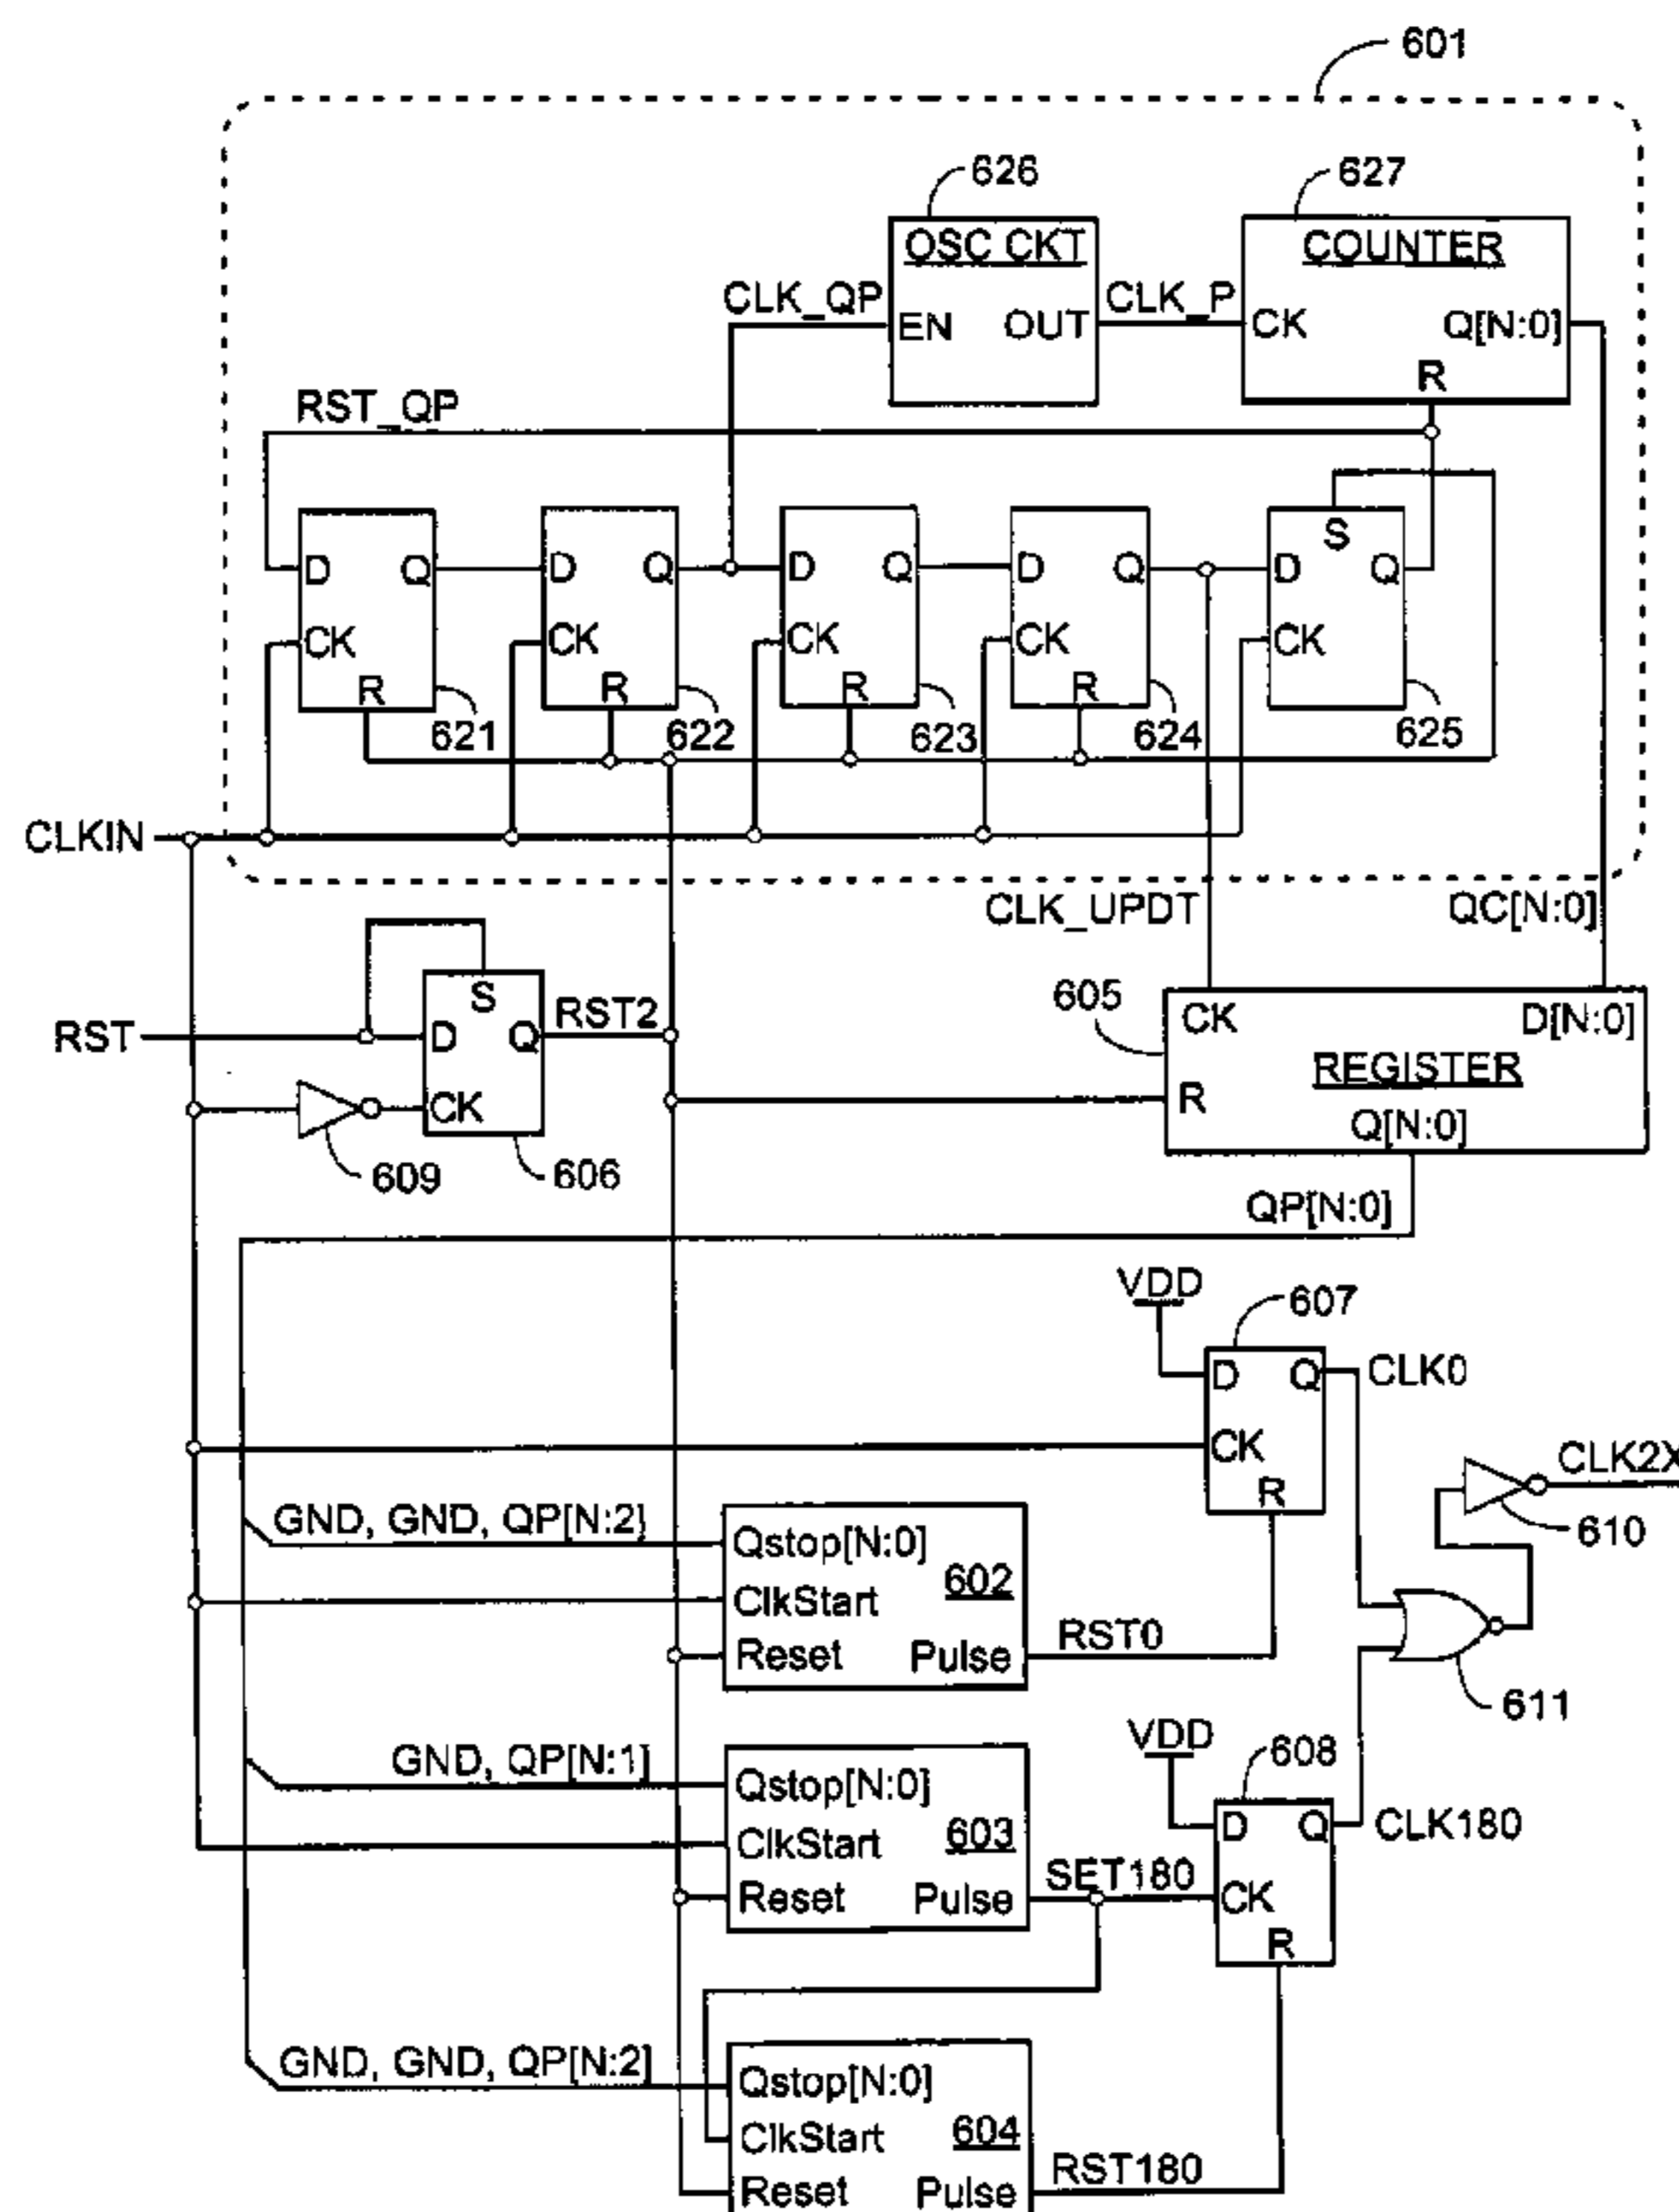 601
626
627
OSC CKT
COUNTER
CLK_QP
EN
OUT
CLK_P
CK
Q[N:0]
R
RST_QP
D
Q
CK
R
621
D
Q
CK
R
622
D
Q
CK
R
623
D
Q
CK
R
624
S
D
Q
CK
625
CLKIN
CLK_UPDT
QC[N:0]
RST
S
D
Q
CK
RST2
609
606
605
CK
D[N:0]
REGISTER
R
Q[N:0]
QP[N:0]
VDD
607
D
Q
CK
R
CLK0
CLK2X
610
611
GND, GND, QP[N:2]
Qstop[N:0]
602
ClkStart
Reset
Pulse
RST0
GND, QP[N:1]
Qstop[N:0]
603
ClkStart
Reset
Pulse
SET180
VDD
608
D
Q
CK
R
CLK180
GND, GND, QP[N:2]
Qstop[N:0]
604
ClkStart
Reset
Pulse
RST180